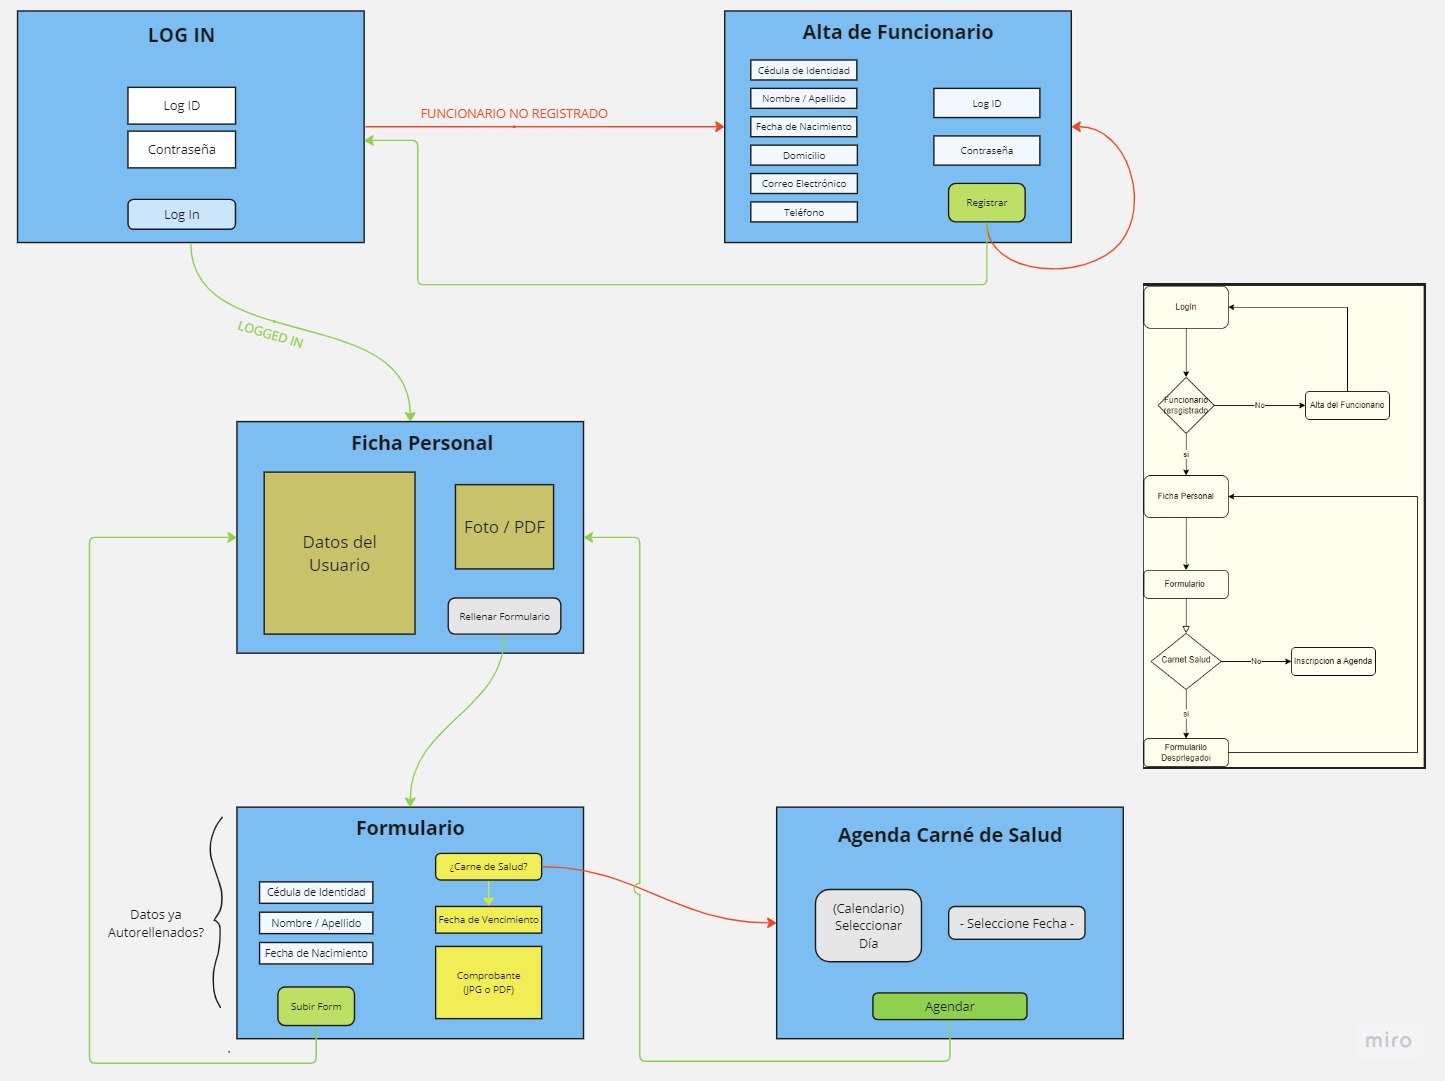 LOG IN
Log ID
Contraseña
Log In
FUNCIONARIO NO REGISTRADO
Alta de Funcionario
Cédula de Identidad
Nombre / Apellido
Fecha de Nacimiento
Domicilio
Correo Electrónico
Teléfono
Log ID
Contraseña
Registrar
LOGGED IN
Ficha Personal
Datos del
Usuario
Foto / PDF
Rellenar Formulario
LogIn
Funcionario
rersgistrado
No
Alta del Funcionario
si
Ficha Personal
Formulario
Carnet Salud
No
Inscripcion a Agenda
si
Formulariio
Desprlegadoi
Datos ya
Autorellenados?
Formulario
Cédula de Identidad
Nombre / Apellido
Fecha de Nacimiento
Subir Form
¿Carne de Salud?
Fecha de Vencimiento
Comprobante
(JPG o PDF)
Agenda Carné de Salud
(Calendario)
Seleccionar
Día
- Seleccione Fecha -
Agendar
miro